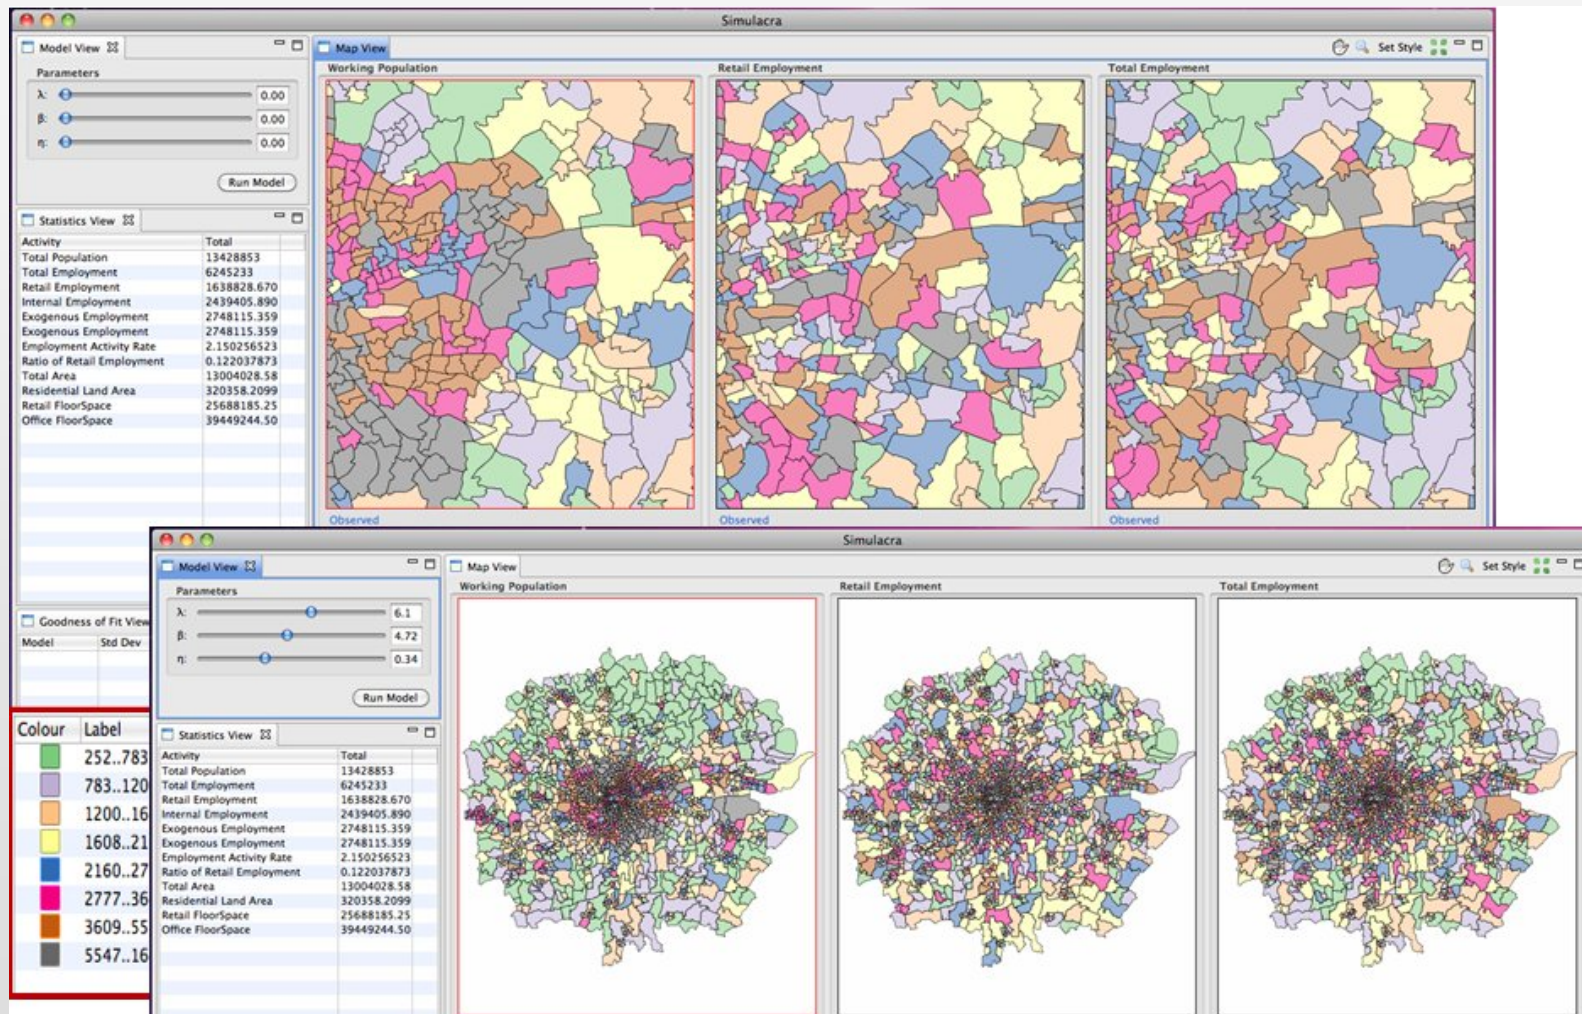 Simulacra
Model View
Parameters
λ: 0.00
β: 0.00
η: 0.00
Run Model
Statistics View
Activity Total
Total Population 13428853
Total Employment 6245233
Retail Employment 1638828.670
Internal Employment 2439405.890
Exogenous Employment 2748115.359
Exogenous Employment 2748115.359
Employment Activity Rate 2.150256523
Ratio of Retail Employment 0.122037873
Total Area 13004028.58
Residential Land Area 320358.2099
Retail FloorSpace 25688185.25
Office FloorSpace 39449244.50
Map View
Set Style
Working Population
Retail Employment
Total Employment
Observed
Observed
Observed
Goodness of Fit View
Model Std Dev
Colour Label
252..783
783..120
1200..16
1608..21
2160..27
2777..36
3609..55
5547..16
Simulacra
Model View
Parameters
λ: 6.1
β: 4.72
η: 0.34
Run Model
Statistics View
Activity Total
Total Population 13428853
Total Employment 6245233
Retail Employment 1638828.670
Internal Employment 2439405.890
Exogenous Employment 2748115.359
Exogenous Employment 2748115.359
Employment Activity Rate 2.150256523
Ratio of Retail Employment 0.122037873
Total Area 13004028.58
Residential Land Area 320358.2099
Retail FloorSpace 25688185.25
Office FloorSpace 39449244.50
Map View
Set Style
Working Population
Retail Employment
Total Employment